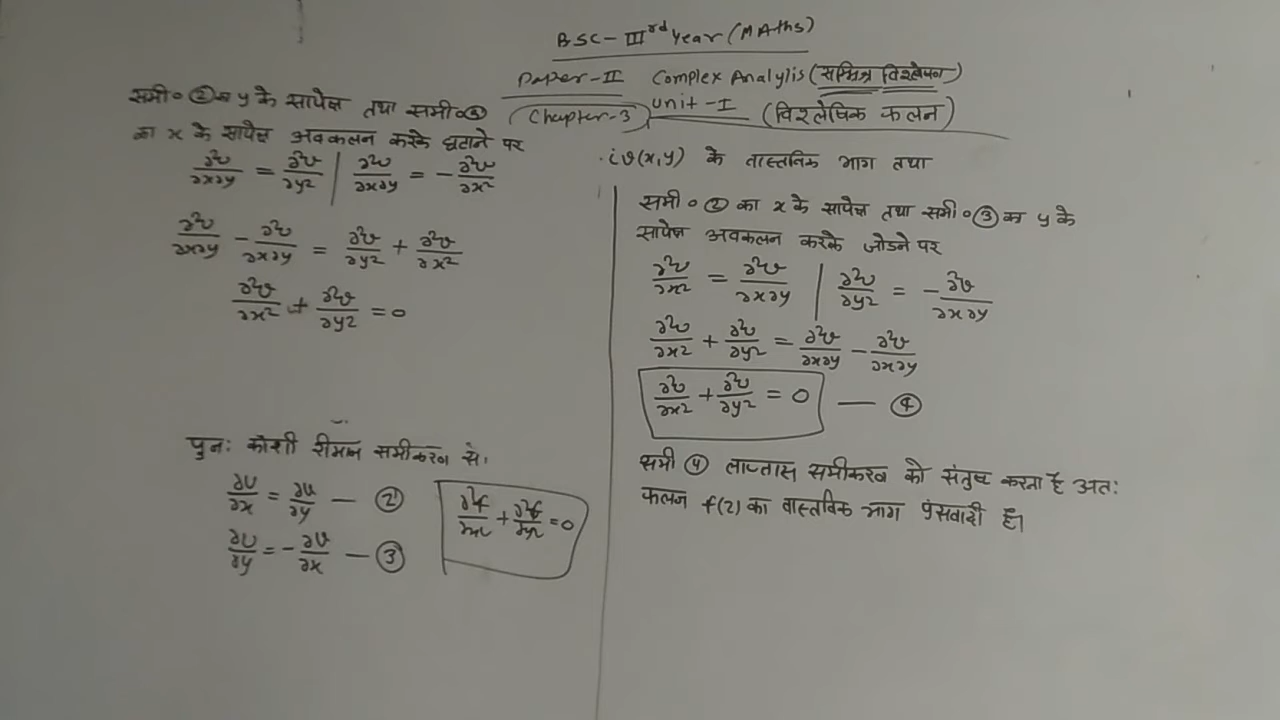 BSC-IIIrd Year (MAths)
Paper-II Complex Analylis (सम्मिश्र विश्लेषण)
Chapter-3 unit-I (विश्लेषिक फलन)
समी० ② का y के सापेक्ष तथा समी० ③
का x के सापेक्ष अवकलन करके घटाने पर
∂²u/∂x∂y = ∂²v/∂y² | ∂²u/∂x∂y = -∂²v/∂x²
∂²u/∂x∂y - ∂²u/∂x∂y = ∂²v/∂y² + ∂²v/∂x²
∂²v/∂x² + ∂²v/∂y² = 0
पुनः कोशी रीमान समीकरण से।
∂U/∂x = ∂u/∂y — ②
∂U/∂y = -∂v/∂x — ③
∂²f/∂x² + ∂²f/∂y² = 0
iv(x,y) के वास्तविक भाग तथा
समी० ② का x के सापेक्ष तथा समी० ③ का y के
सापेक्ष अवकलन करके जोडने पर
∂²u/∂x² = ∂²v/∂x∂y | ∂²u/∂y² = -∂²v/∂x∂y
∂²u/∂x² + ∂²u/∂y² = ∂²v/∂x∂y - ∂²v/∂x∂y
∂²u/∂x² + ∂²u/∂y² = 0 — ④
समी ④ लाप्लास समीकरण को संतुष्ट करता है अतः
फलन f(z) का वास्तविक भाग प्रसंवादी है।